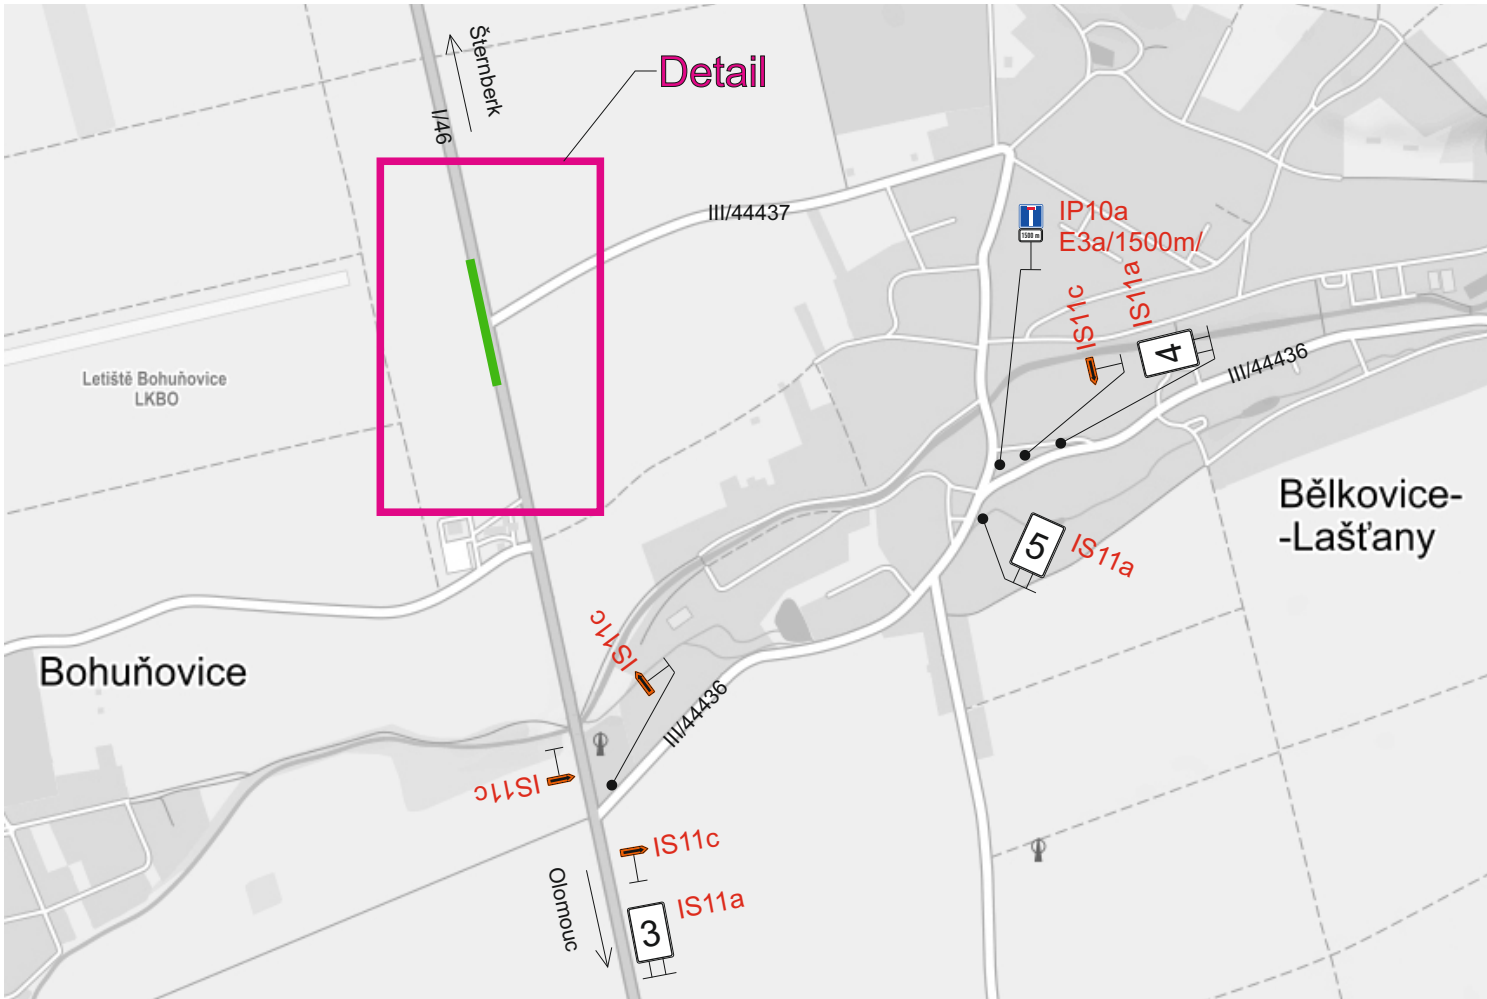 Šternberk
I/46
Detail
III/44437
IP10a
E3a/1500m/
1500 m
IS11c
IS11a
4
III/44436
Letiště Bohuňovice
LKBO
Bělkovice-
-Lašťany
5
IS11a
IS11c
Bohuňovice
III/44436
IS11c
IS11c
Olomouc
IS11a
3